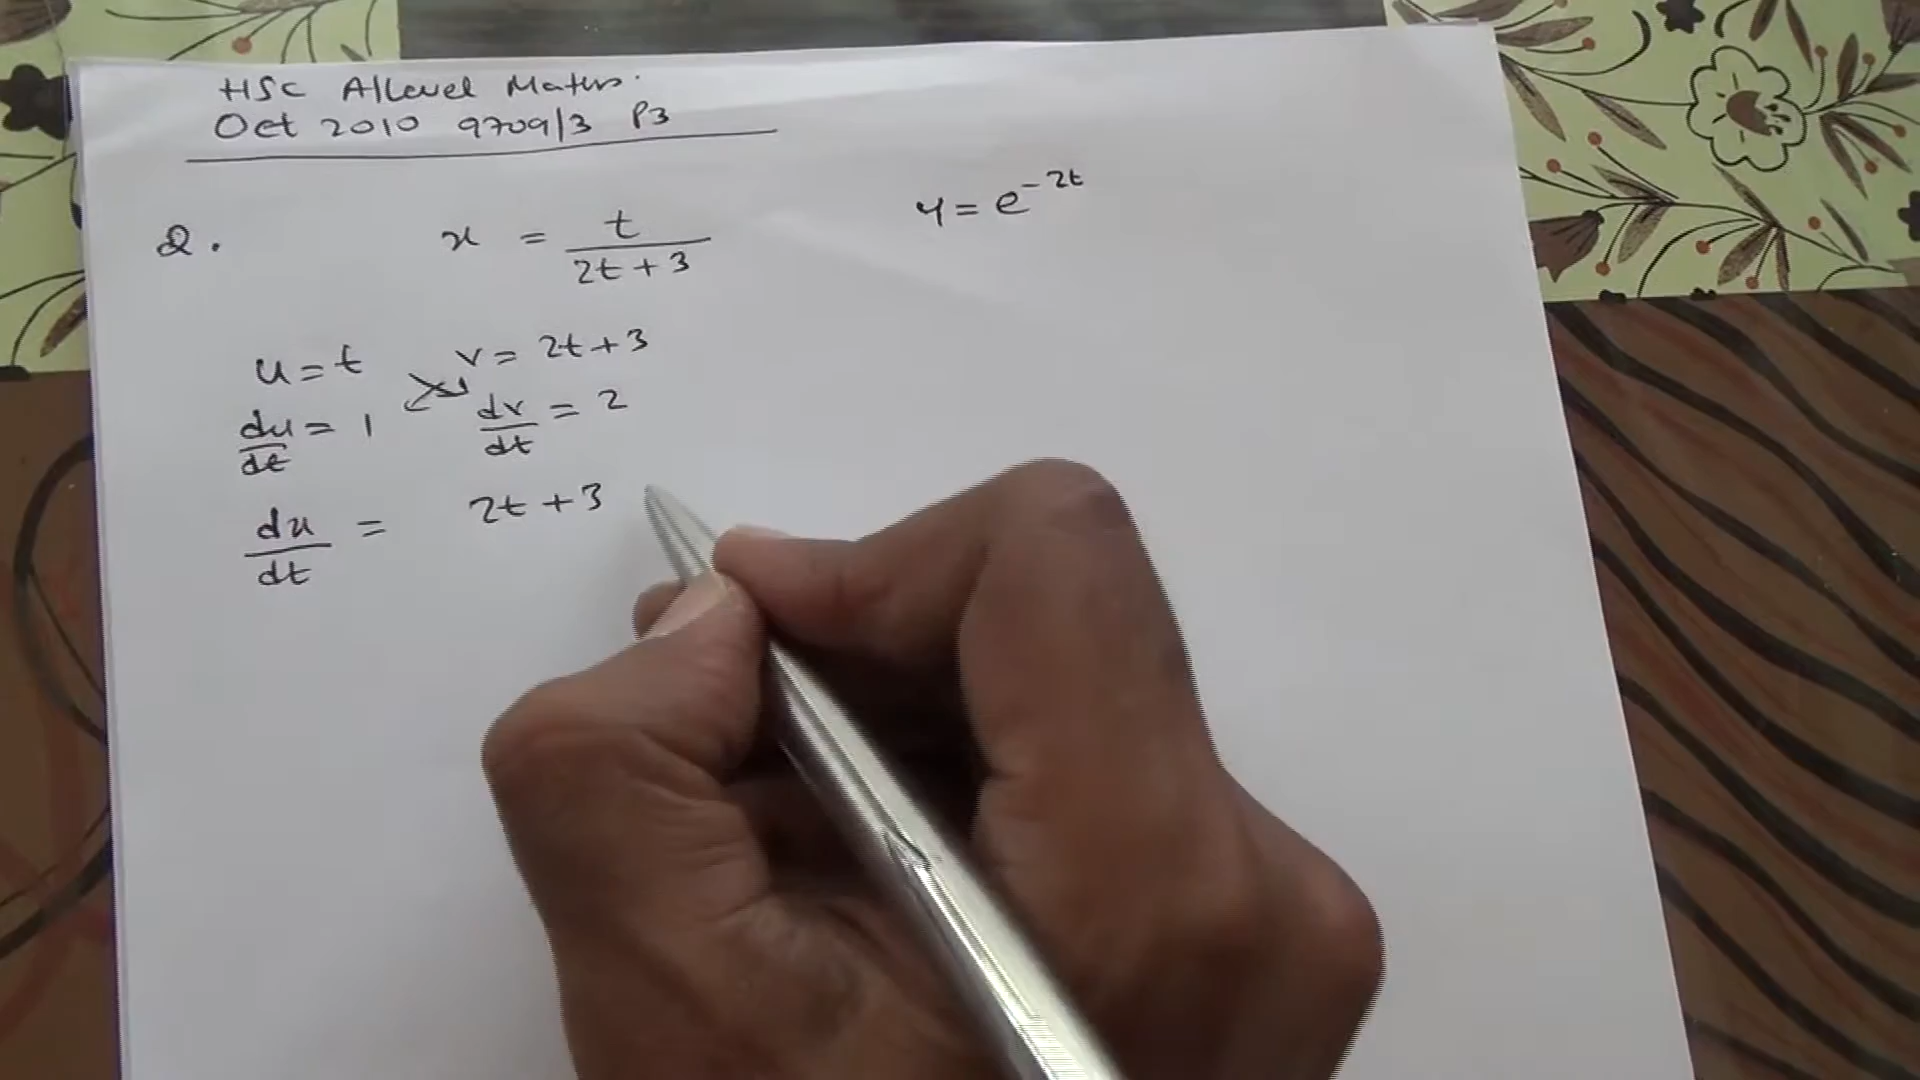 HSC A/Level Maths.
Oct 2010 9709/3 P3
Q. x = t / (2t + 3) y = e^-2t
u = t v = 2t + 3
du/dt = 1 dv/dt = 2
dx/dt = 2t + 3